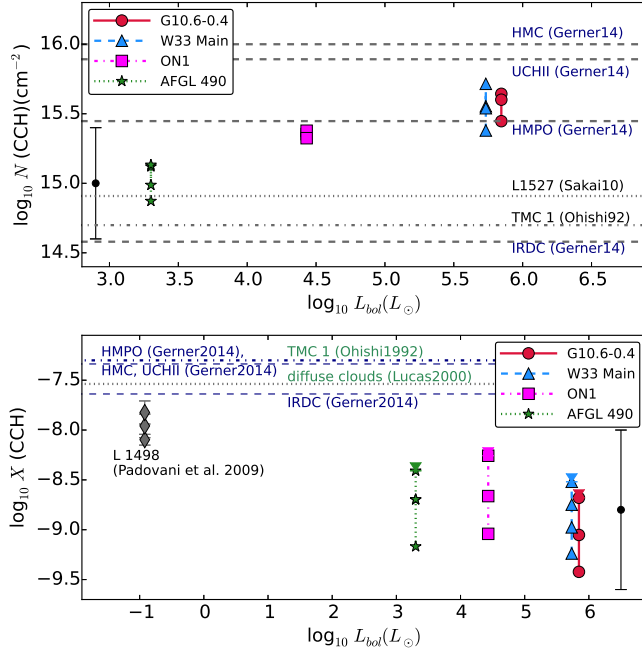 G10.6-0.4
W33 Main
ON1
AFGL 490
HMC (Gerner14)
UCHII (Gerner14)
HMPO (Gerner14)
L1527 (Sakai10)
TMC 1 (Ohishi92)
IRDC (Gerner14)
16.0
15.5
15.0
14.5
log₁₀ N (CCH)(cm⁻²)
3.0 3.5 4.0 4.5 5.0 5.5 6.0 6.5
log₁₀ L_bol(L_⊙)
HMPO (Gerner2014),
TMC 1 (Ohishi1992)
HMC, UCHII (Gerner2014)
diffuse clouds (Lucas2000)
IRDC (Gerner2014)
G10.6-0.4
W33 Main
ON1
AFGL 490
L 1498
(Padovani et al. 2009)
−7.5
−8.0
−8.5
−9.0
−9.5
log₁₀ X (CCH)
−1 0 1 2 3 4 5 6
log₁₀ L_bol(L_⊙)